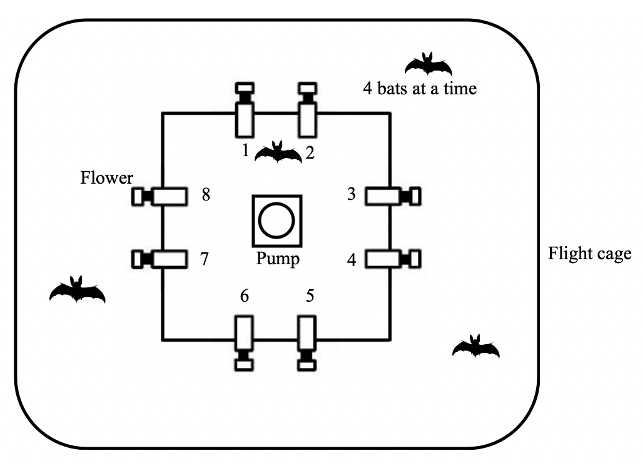 4 bats at a time
1 2
Flower 8 3
Flight cage
Pump 7 4
6 5